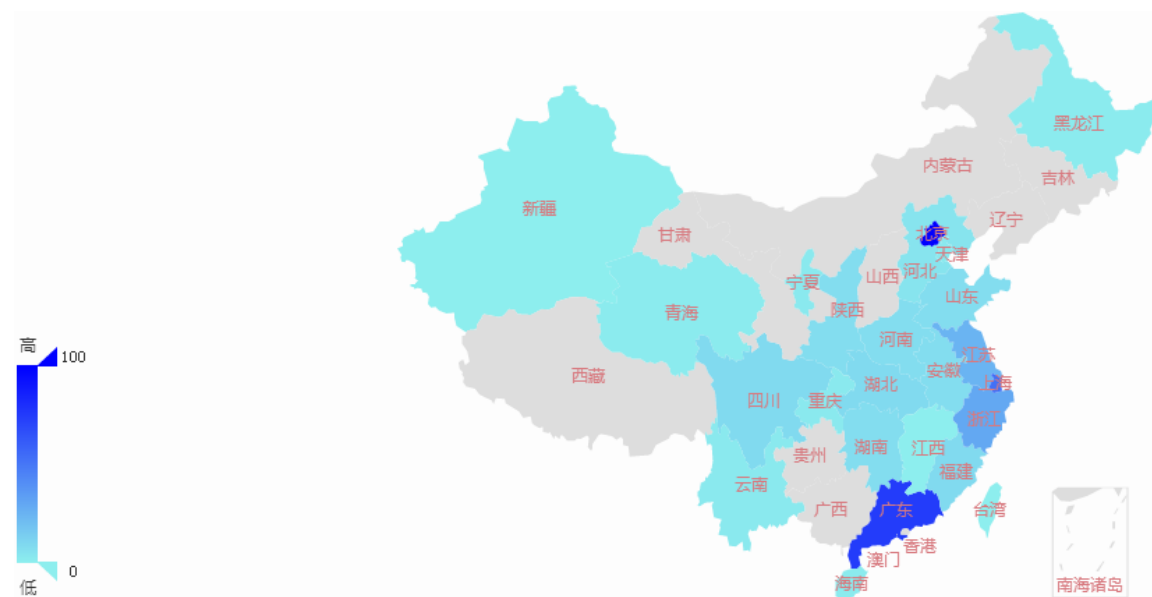 黑龙江
内蒙古
吉林
新疆
辽宁
甘肃
北京
天津
河北
山西
宁夏
山东
青海
陕西
河南
高
100
江苏
安徽
西藏
上海
湖北
四川
重庆
浙江
湖南
江西
贵州
福建
云南
广西
广东
台湾
香港
澳门
0
低
海南
南海诸岛